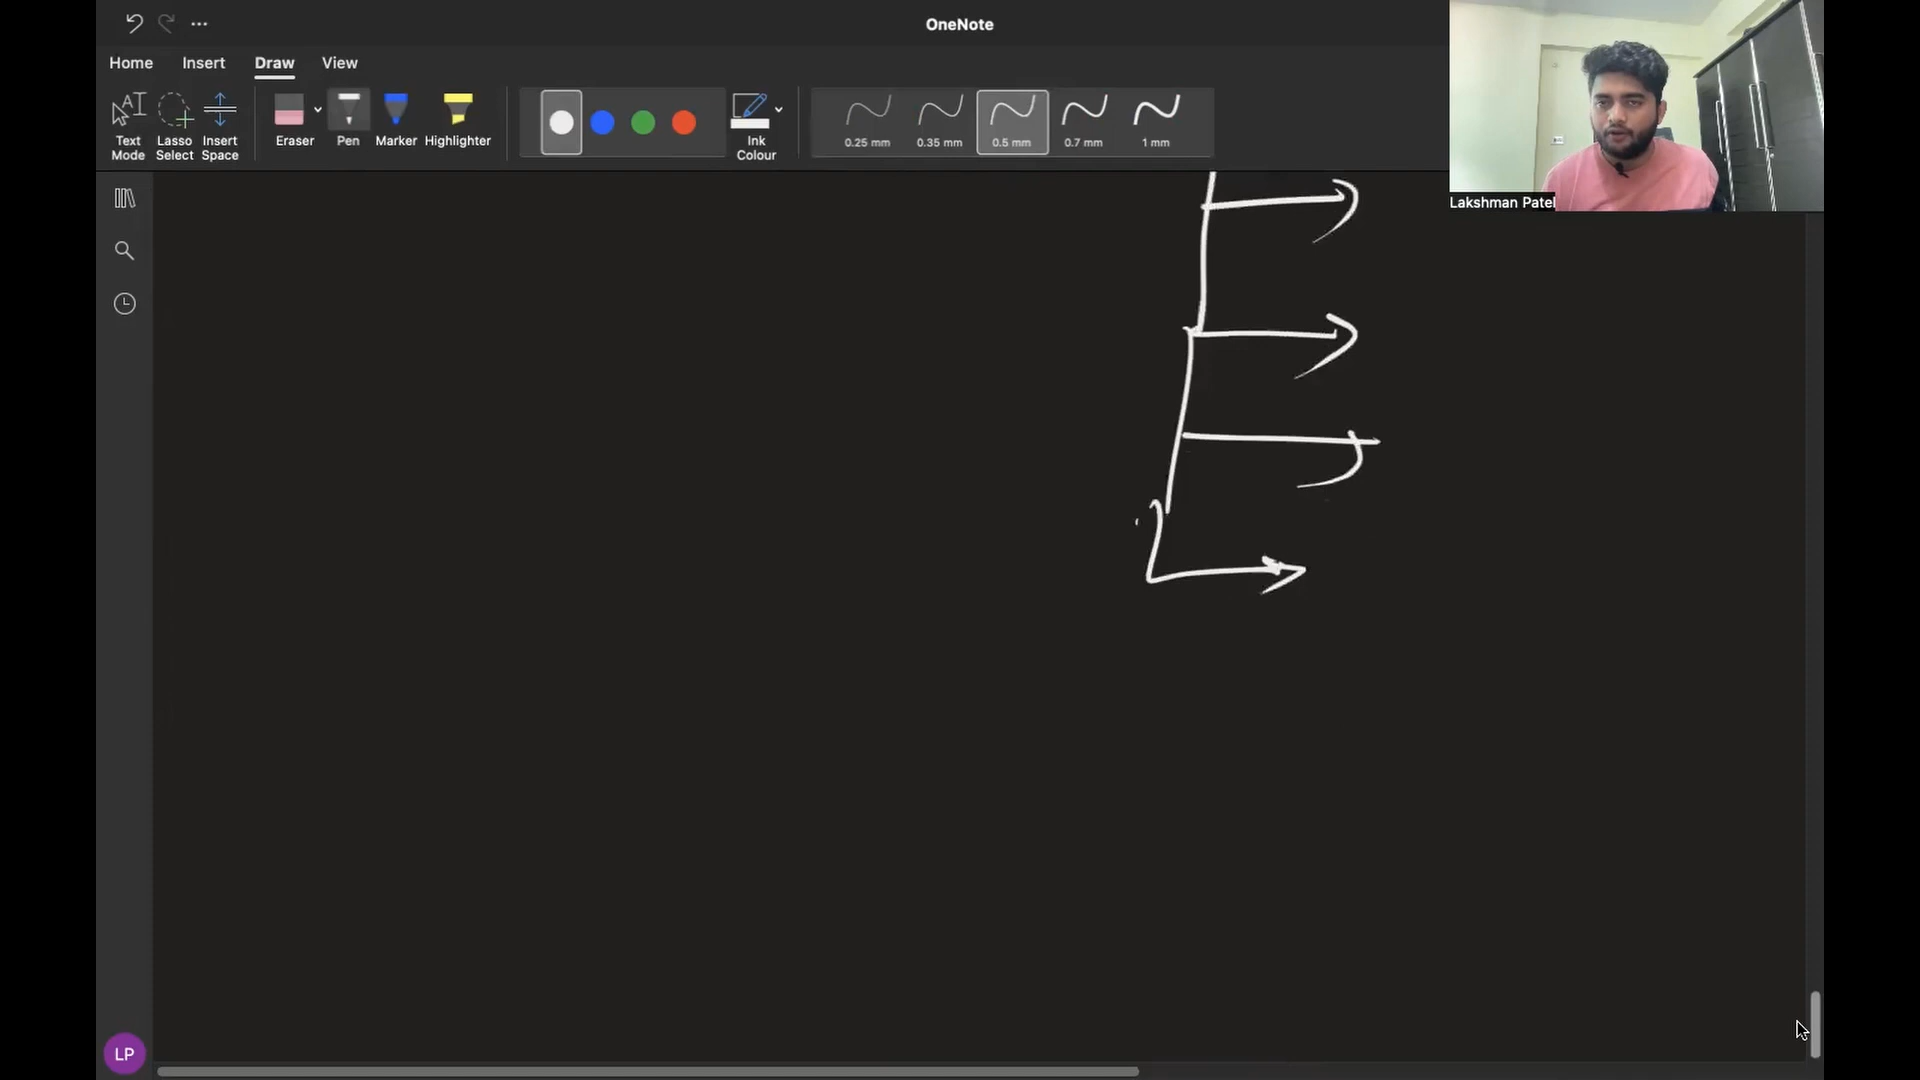 OneNote
Home Insert Draw View
Text Mode
Lasso Select
Insert Space
Eraser
Pen
Marker
Highlighter
Ink Colour
0.25 mm
0.35 mm
0.5 mm
0.7 mm
1 mm
Lakshman Patel
LP